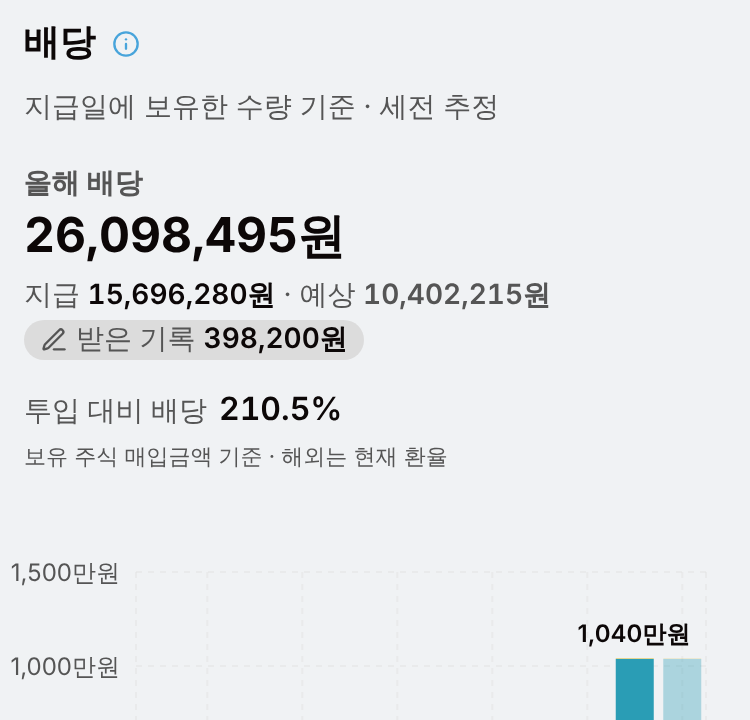 배당
지급일에 보유한 수량 기준 · 세전 추정
올해 배당
26,098,495원
지급 15,696,280원 · 예상 10,402,215원
받은 기록 398,200원
투입 대비 배당 210.5%
보유 주식 매입금액 기준 · 해외는 현재 환율
1,500만원
1,040만원
1,000만원